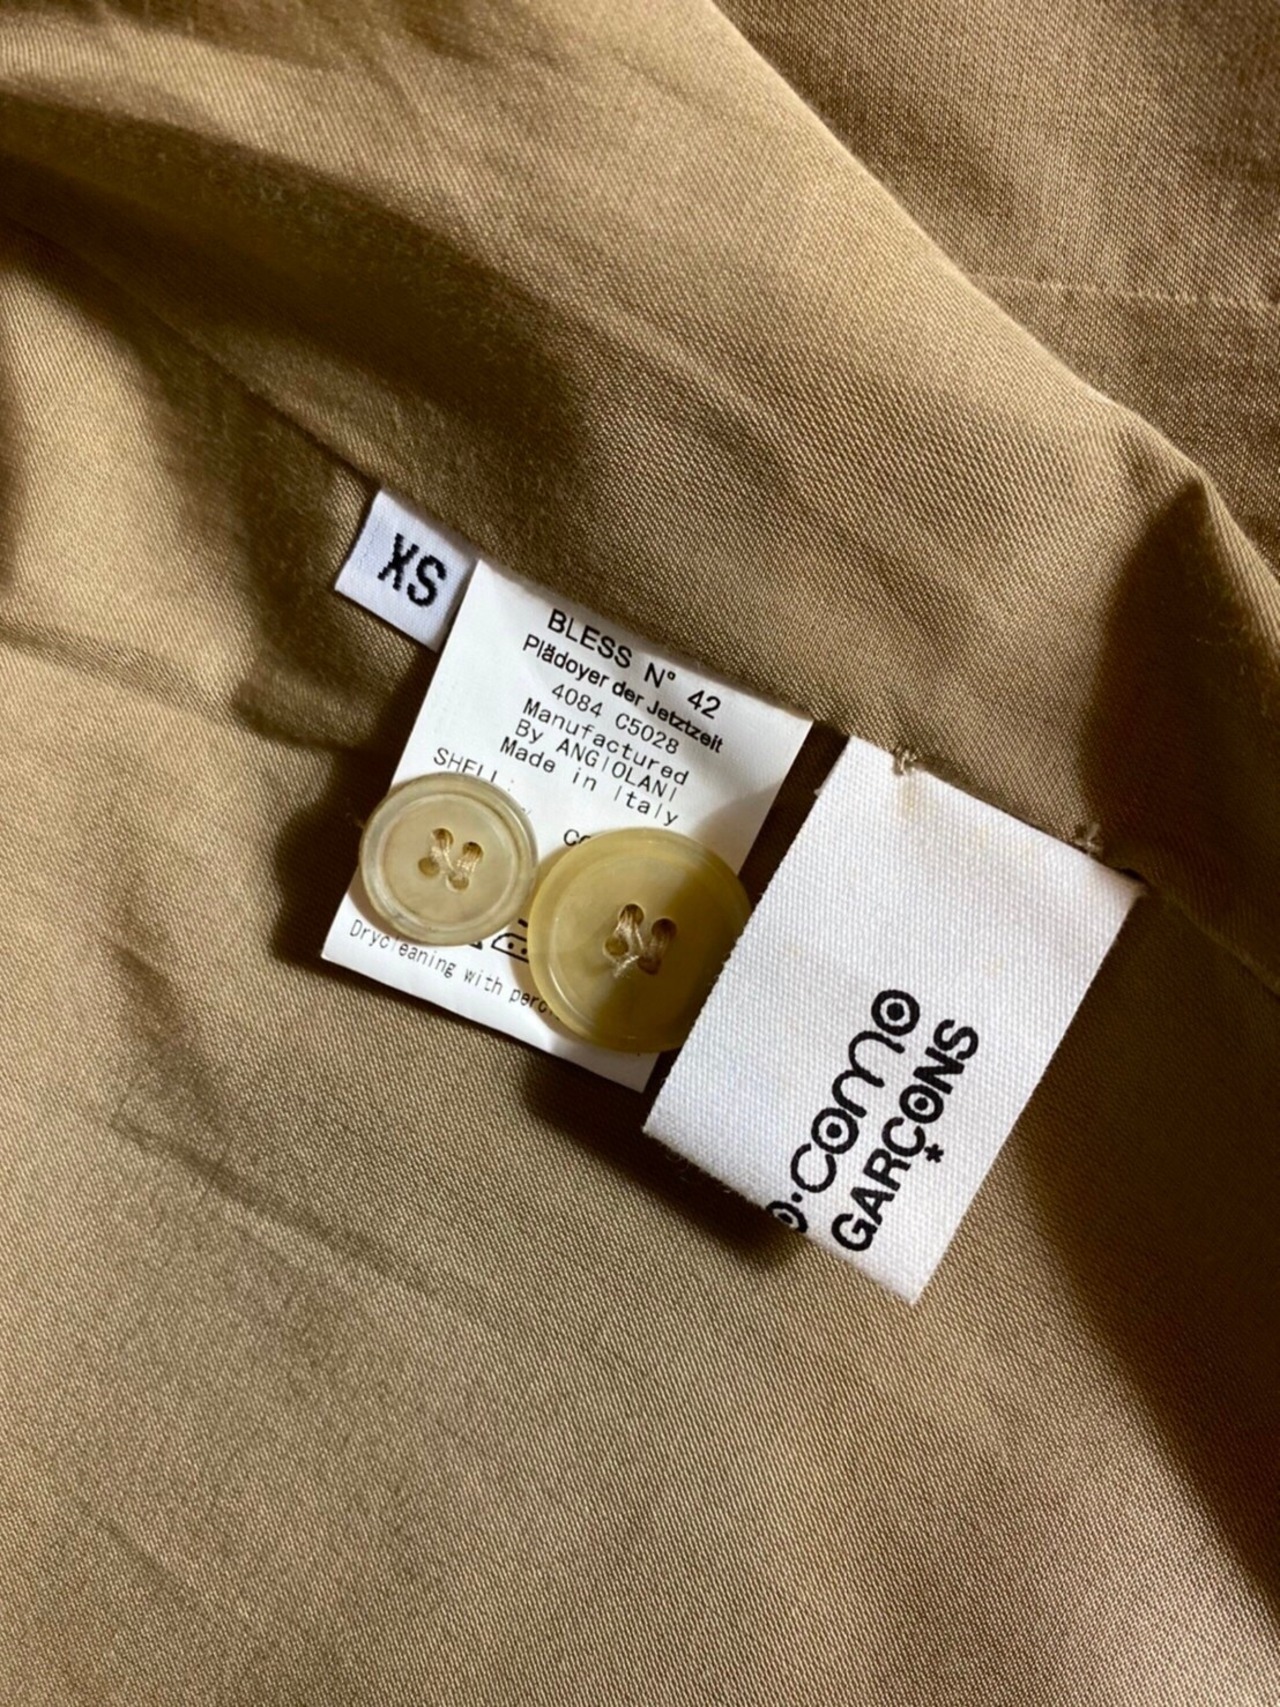 XS
BLESS N° 42
Plädoyer der Jetztzeit
4084 C5028
Manufactured
By ANGIOLANI
Made in Italy
SHELL:
Drycleaning with
·como
GARÇONS
*